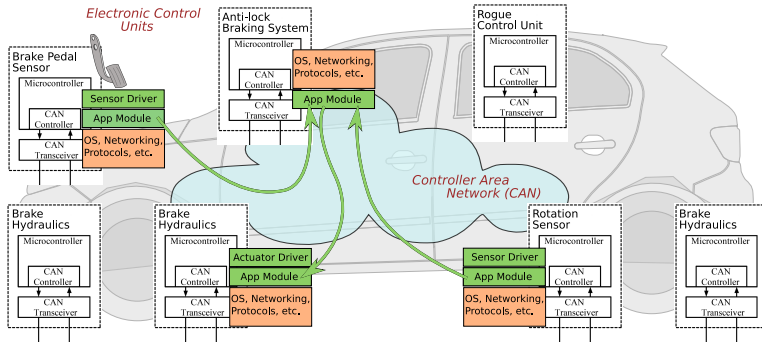 Electronic Control
Units
Anti-lock
Braking System
Microcontroller
CAN
Controller
CAN
Transceiver
OS, Networking,
Protocols, etc.
App Module
Rogue
Control Unit
Microcontroller
CAN
Controller
CAN
Transceiver
Brake Pedal
Sensor
Microcontroller
CAN
Controller
CAN
Transceiver
Sensor Driver
App Module
OS, Networking,
Protocols, etc.
Controller Area
Network (CAN)
Brake
Hydraulics
Microcontroller
CAN
Controller
CAN
Transceiver
Brake
Hydraulics
Microcontroller
CAN
Controller
CAN
Transceiver
Actuator Driver
App Module
OS, Networking,
Protocols, etc.
Sensor Driver
App Module
OS, Networking,
Protocols, etc.
Rotation
Sensor
Microcontroller
CAN
Controller
CAN
Transceiver
Brake
Hydraulics
Microcontroller
CAN
Controller
CAN
Transceiver